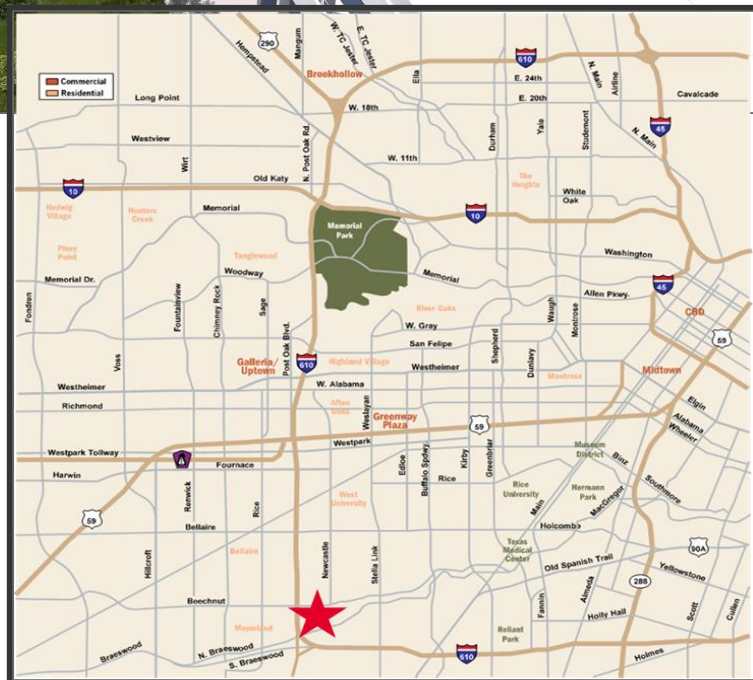 290
Hempstead
Mangum
W. TC Jester
E. TC Jester
Brookhollow
Ella
610
E. 24th
E. 20th
N. Main
Airline
Cavalcade
Commercial
Residential
Long Point
W. 18th
Durham
Yale
Studemont
45
N. Main
Westview
Wirt
N. Post Oak Rd.
W. 11th
Old Katy
10
The
Heights
White
Oak
Hedwig
Village
Hunters
Creek
Memorial
Memorial
Park
10
Piney
Point
Tanglewood
Washington
Woodway
Memorial Dr.
Memorial
45
Allen Pkwy.
Fondren
Fountainview
Chimney Rock
Sage
Post Oak Blvd.
River Oaks
Waugh
Montrose
CBD
W. Gray
San Felipe
Shepherd
Dunlavy
59
Voss
Galleria/
Uptown
610
Highland Village
Westheimer
Montrose
Midtown
Westheimer
W. Alabama
Richmond
Afton
Oaks
Weslayan
Greenway
Plaza
59
Elgin
Alabama
Wheeler
Westpark Tollway
Westpark
Harwin
Fournace
Renwick
Rice
Edloe
Buffalo Spdwy.
Rice
Kirby
Greenbriar
Museum
District
Binz
Southmore
59
West
University
Rice
University
Main
Hermann
Park
MacGregor
Bellaire
Holcombe
Hillcroft
Bellaire
Newcastle
Stella Link
Texas
Medical
Center
Old Spanish Trail
90A
Yellowstone
288
Beechnut
Fannin
Almeda
Holly Hall
Scott
Cullen
Meyerland
Reliant
Park
Braeswood
N. Braeswood
S. Braeswood
610
Holmes